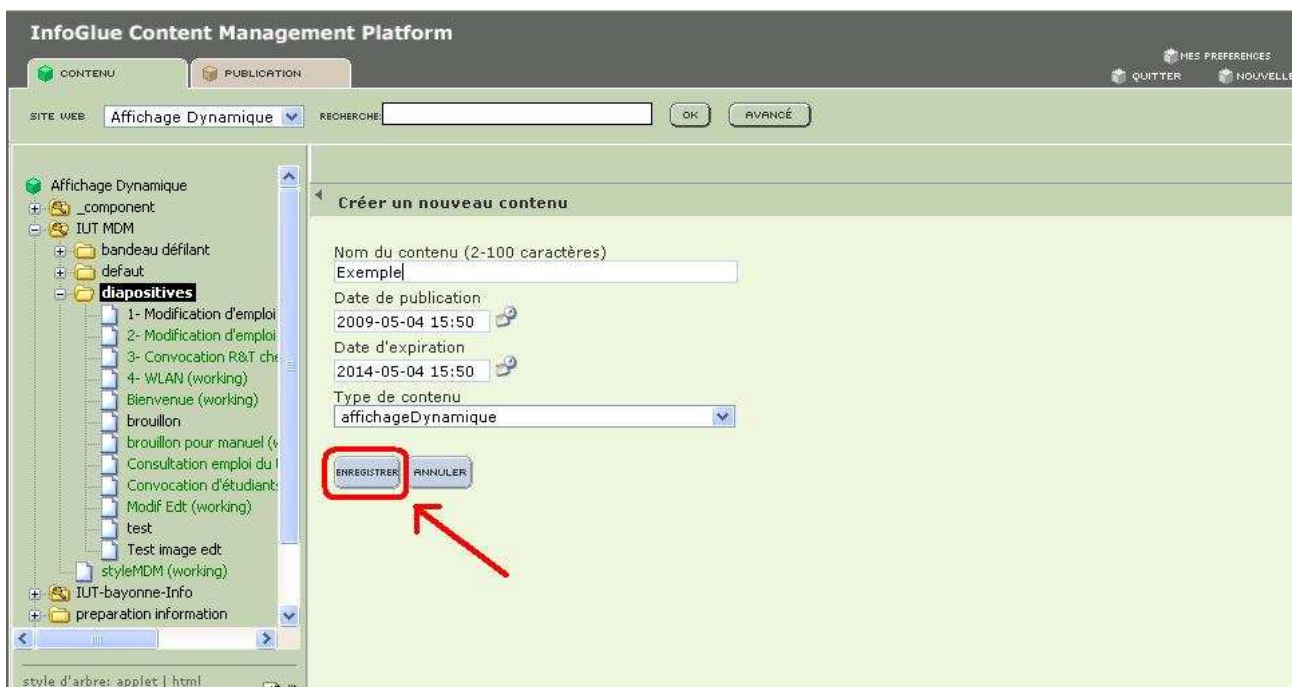 InfoGlue Content Management Platform
MES PREFERENCES
CONTENU
PUBLICATION
QUITTER
NOUVELLE
SITE WEB
Affichage Dynamique
RECHERCHE:
OK
AVANCÉ
Affichage Dynamique
_component
IUT MDM
bandeau défilant
defaut
diapositives
1- Modification d'emploi
2- Modification d'emploi
3- Convocation R&T che
4- WLAN (working)
Bienvenue (working)
brouillon
brouillon pour manuel (w
Consultation emploi du
Convocation d'étudiants
Modif Edt (working)
test
Test image edt
styleMDM (working)
IUT-bayonne-Info
preparation information
style d'arbre: applet | html
Créer un nouveau contenu
Nom du contenu (2-100 caractères)
Exemple
Date de publication
2009-05-04 15:50
Date d'expiration
2014-05-04 15:50
Type de contenu
affichageDynamique
ENREGISTRER
ANNULER